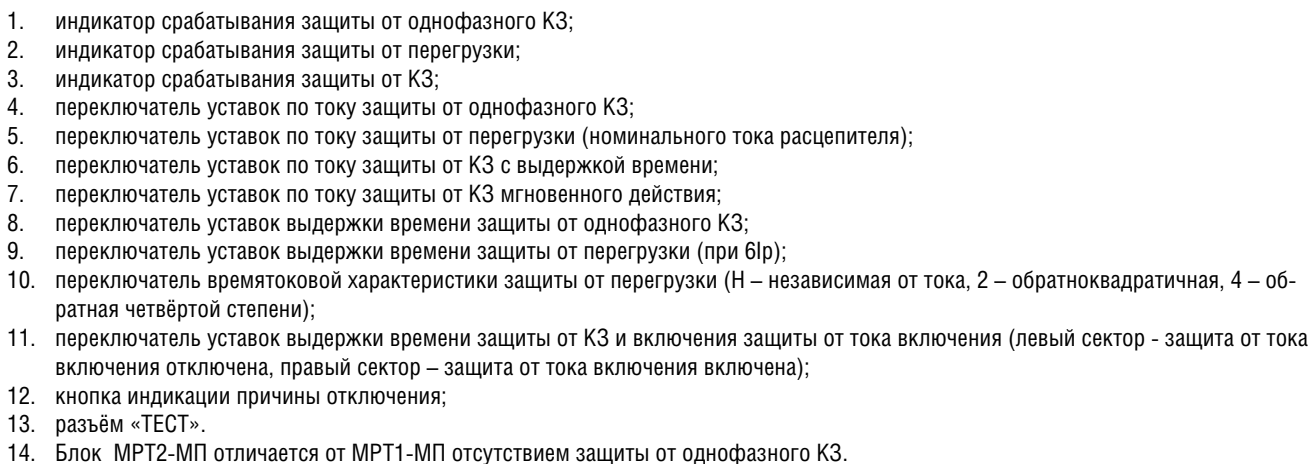 1. индикатор срабатывания защиты от однофазного КЗ;
2. индикатор срабатывания защиты от перегрузки;
3. индикатор срабатывания защиты от КЗ;
4. переключатель уставок по току защиты от однофазного КЗ;
5. переключатель уставок по току защиты от перегрузки (номинального тока расцепителя);
6. переключатель уставок по току защиты от КЗ с выдержкой времени;
7. переключатель уставок по току защиты от КЗ мгновенного действия;
8. переключатель уставок выдержки времени защиты от однофазного КЗ;
9. переключатель уставок выдержки времени защиты от перегрузки (при 6Iр);
10. переключатель времятоковой характеристики защиты от перегрузки (Н – независимая от тока, 2 – обратноквадратичная, 4 – об-
ратная четвёртой степени);
11. переключатель уставок выдержки времени защиты от КЗ и включения защиты от тока включения (левый сектор - защита от тока
включения отключена, правый сектор – защита от тока включения включена);
12. кнопка индикации причины отключения;
13. разъём «ТЕСТ».
14. Блок МРТ2-МП отличается от МРТ1-МП отсутствием защиты от однофазного КЗ.